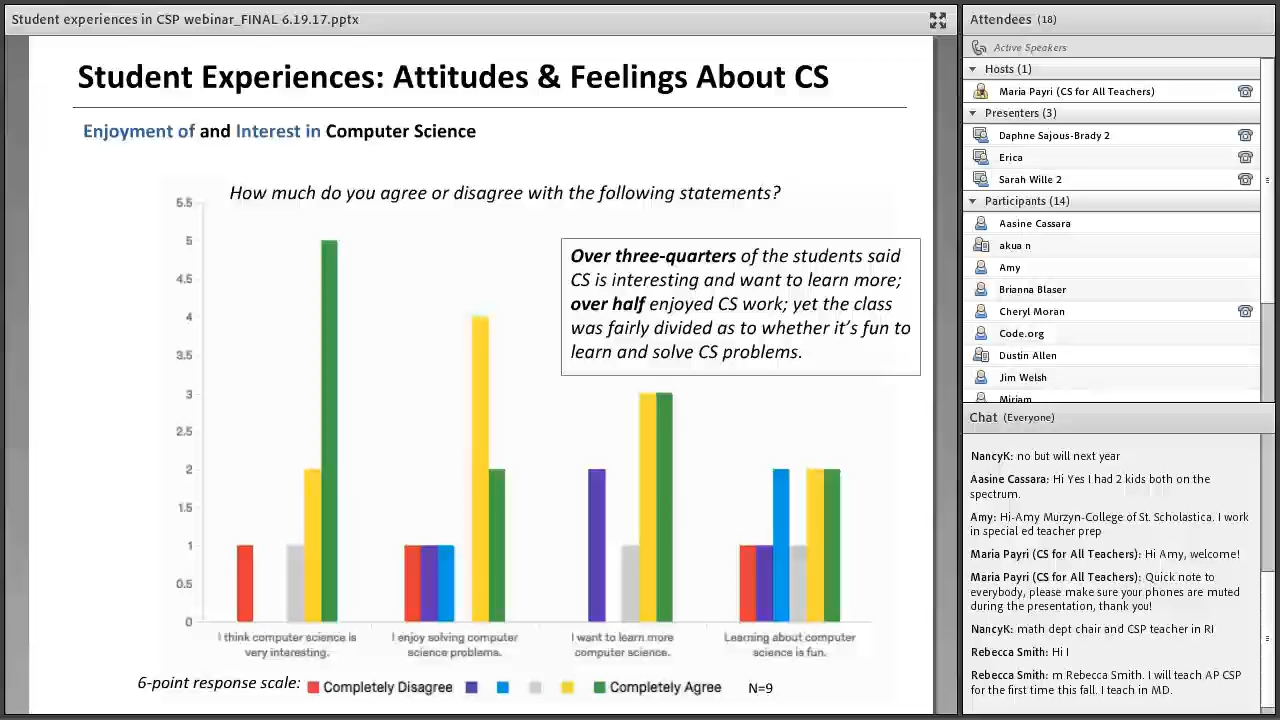 Student experiences in CSP webinar_FINAL 6.19.17.pptx
Student Experiences: Attitudes & Feelings About CS
Enjoyment of and Interest in Computer Science
How much do you agree or disagree with the following statements?
5.5
5
4.5
4
3.5
3
2.5
2
1.5
1
0.5
0
Over three-quarters of the students said
CS is interesting and want to learn more;
over half enjoyed CS work; yet the class
was fairly divided as to whether it's fun to
learn and solve CS problems.
I think computer science is
very interesting.
I enjoy solving computer
science problems.
I want to learn more
computer science.
Learning about computer
science is fun.
6-point response scale: Completely Disagree Completely Agree N=9
Attendees (18)
Active Speakers
Hosts (1)
Maria Payri (CS for All Teachers)
Presenters (3)
Daphne Sajous-Brady 2
Erica
Sarah Wille 2
Participants (14)
Aasine Cassara
akua n
Amy
Brianna Blaser
Cheryl Moran
Code.org
Dustin Allen
Jim Welsh
Miriam
Chat (Everyone)
NancyK: no but will next year
Aasine Cassara: Hi Yes I had 2 kids both on the
spectrum.
Amy: Hi-Amy Murzyn-College of St. Scholastica. I work
in special ed teacher prep
Maria Payri (CS for All Teachers): Hi Amy, welcome!
Maria Payri (CS for All Teachers): Quick note to
everybody, please make sure your phones are muted
during the presentation, thank you!
NancyK: math dept chair and CSP teacher in RI
Rebecca Smith: Hi I
Rebecca Smith: m Rebecca Smith. I will teach AP CSP
for the first time this fall. I teach in MD.